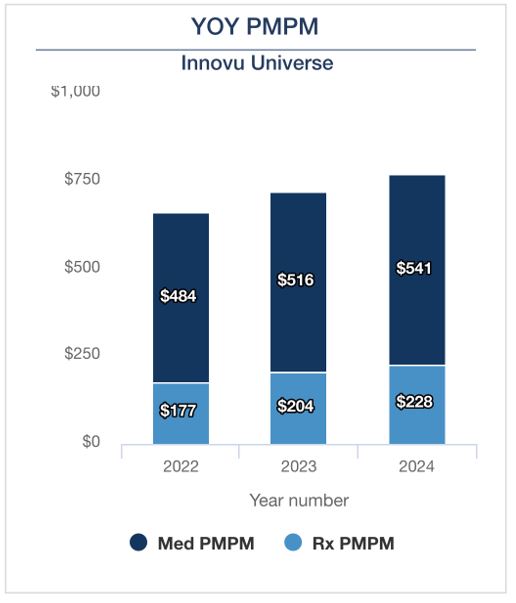 YOY PMPM
Innovu Universe
$1,000
$750
$500
$250
$0
$484
$516
$541
$177
$204
$228
2022 2023 2024
Year number
Med PMPM Rx PMPM